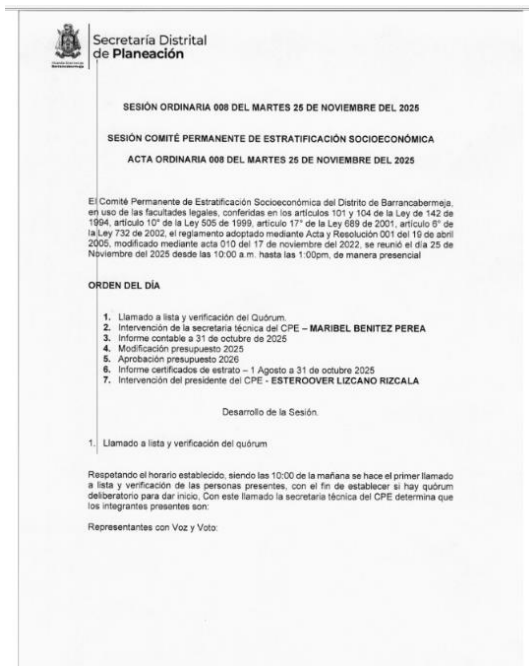 Secretaría Distrital
de Planeación
SESIÓN ORDINARIA 008 DEL MARTES 25 DE NOVIEMBRE DEL 2025
SESIÓN COMITÉ PERMANENTE DE ESTRATIFICACIÓN SOCIOECONÓMICA
ACTA ORDINARIA 008 DEL MARTES 25 DE NOVIEMBRE DEL 2025
El Comité Permanente de Estratificación Socioeconómica del Distrito de Barrancabermeja,
en uso de las facultades legales, conferidas en los artículos 101 y 104 de la Ley de 142 de
1994, artículo 10° de la Ley 505 de 1999, artículo 17° de la Ley 689 de 2001, artículo 6° de
la Ley 732 de 2002, el reglamento adoptado mediante Acta y Resolución 001 del 19 de abril
2005, modificado mediante acta 010 del 17 de noviembre del 2022, se reunió el día 25 de
Noviembre del 2025 desde las 10:00 a.m. hasta las 1:00pm, de manera presencial
ORDEN DEL DÍA
1. Llamado a lista y verificación del Quórum.
2. Intervención de la secretaria técnica del CPE – MARIBEL BENITEZ PEREA
3. Informe contable a 31 de octubre de 2025
4. Modificación presupuesto 2025
5. Aprobación presupuesto 2026
6. Informe certificados de estrato – 1 Agosto a 31 de octubre 2025
7. Intervención del presidente del CPE - ESTEROOVER LIZCANO RIZCALA
Desarrollo de la Sesión.
1. Llamado a lista y verificación del quórum
Respetando el horario establecido, siendo las 10:00 de la mañana se hace el primer llamado
a lista y verificación de las personas presentes, con el fin de establecer si hay quórum
deliberatorio para dar inicio, Con este llamado la secretaria técnica del CPE determina que
los integrantes presentes son:
Representantes con Voz y Voto: